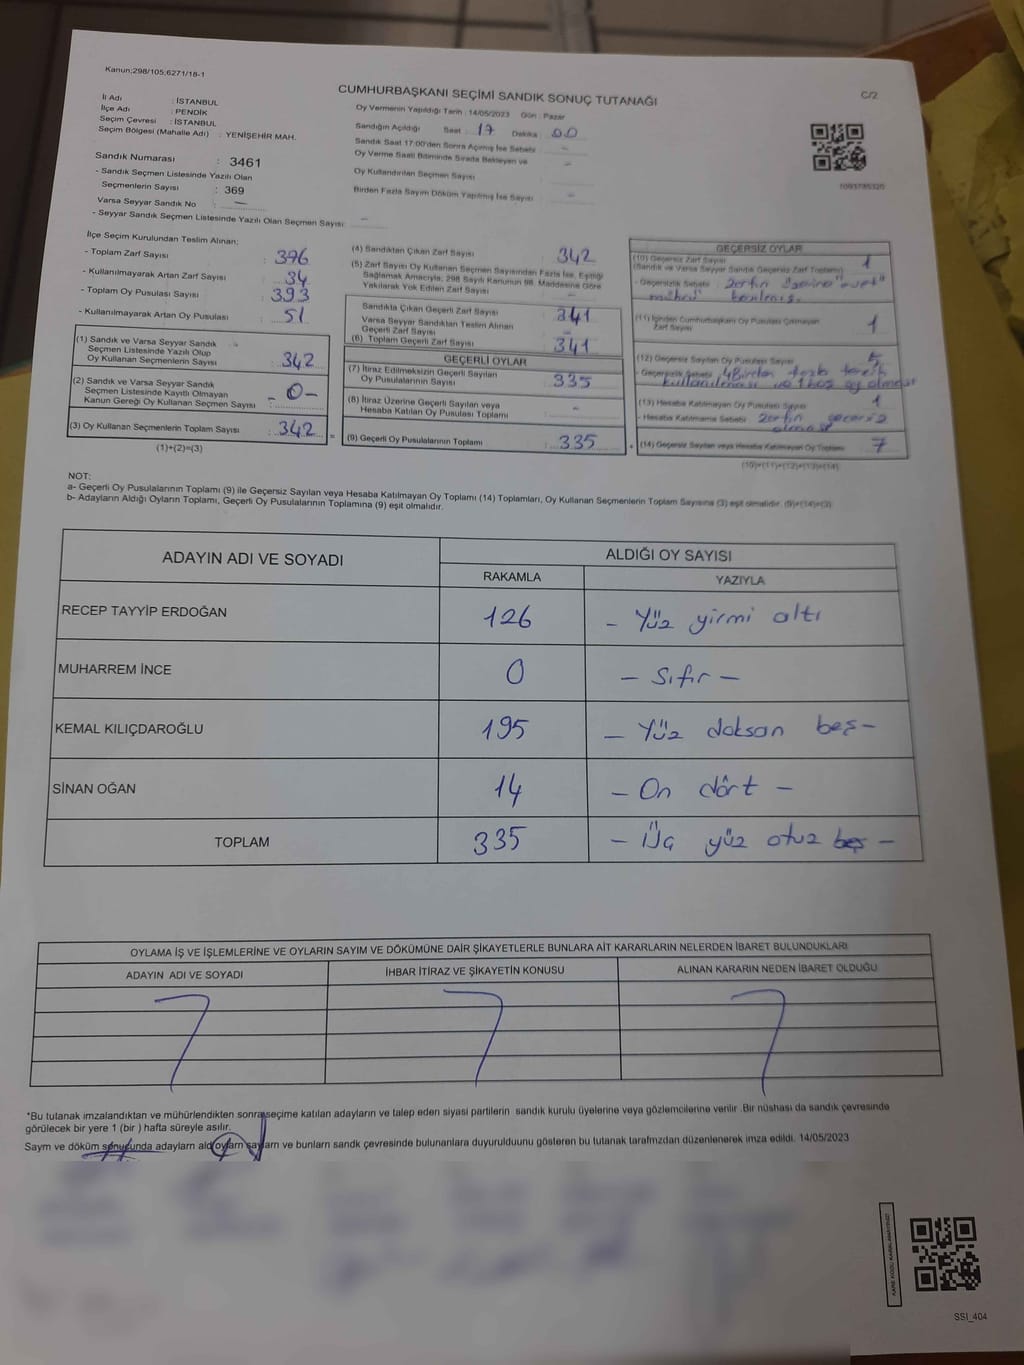 Kanun;298/105;6271/18-1
CUMHURBAŞKANI SEÇİMİ SANDIK SONUÇ TUTANAĞI
C/2
İl Adı : İSTANBUL
İlçe Adı : PENDİK
Seçim Çevresi : İSTANBUL
Seçim Bölgesi (Mahalle Adı) : YENİŞEHİR MAH.
Sandık Numarası : 3461
- Sandık Seçmen Listesinde Yazılı Olan
Seçmenlerin Sayısı : 369
Varsa Seyyar Sandık No : —
- Seyyar Sandık Seçmen Listesinde Yazılı Olan Seçmen Sayısı: —
Oy Vermenin Yapıldığı Tarih : 14/05/2023 Gün : Pazar
Sandığın Açıldığı Saat : 17 Dakika : 00
Sandık Saat 17:00'den Sonra Açılmış İse Sebebi : —
Oy Verme Saati Bitiminde Sırada Bekleyen ve
Oy Kullandırılan Seçmen Sayısı : —
Birden Fazla Sayım Döküm Yapılmış İse Sayısı : —
1093785320
İlçe Seçim Kurulundan Teslim Alınan;
- Toplam Zarf Sayısı : 376
- Kullanılmayarak Artan Zarf Sayısı : 34
- Toplam Oy Pusulası Sayısı : 393
- Kullanılmayarak Artan Oy Pusulası : 51
(1) Sandık ve Varsa Seyyar Sandık
Seçmen Listesinde Yazılı Olup
Oy Kullanan Seçmenlerin Sayısı : 342
(2) Sandık ve Varsa Seyyar Sandık
Seçmen Listesinde Kayıtlı Olmayan
Kanun Gereği Oy Kullanan Seçmen Sayısı : -0-
(3) Oy Kullanan Seçmenlerin Toplam Sayısı : 342
(1)+(2)=(3)
(4) Sandıktan Çıkan Zarf Sayısı : 342
(5) Zarf Sayısı Oy Kullanan Seçmen Sayısından Fazla İse, Eşitliği
Sağlamak Amacıyla; 298 Sayılı Kanunun 98. Maddesine Göre
Yakılarak Yok Edilen Zarf Sayısı : —
Sandıkla Çıkan Geçerli Zarf Sayısı : 341
Varsa Seyyar Sandıktan Teslim Alınan
Geçerli Zarf Sayısı : —
(6) Toplam Geçerli Zarf Sayısı : 341
GEÇERLİ OYLAR
(7) İtiraz Edilmeksizin Geçerli Sayılan
Oy Pusulalarının Sayısı : 335
(8) İtiraz Üzerine Geçerli Sayılan veya
Hesaba Katılan Oy Pusulası Toplamı : -
(9) Geçerli Oy Pusulalarının Toplamı : 335
GEÇERSİZ OYLAR
(10) Geçersiz Zarf Sayısı
(Sandık ve Varsa Seyyar Sandık Geçersiz Zarf Toplamı) : 1
- Geçersizlik Sebebi : zarfın üzerine "evet"
mührü basılmış.
(11) İçinden Cumhurbaşkanı Oy Pusulası Çıkmayan
Zarf Sayısı : 1
(12) Geçersiz Sayılan Oy Pusulası Sayısı : 5
- Geçersizlik Sebebi : 4 Birden fazla tercih
kullanılması ve 1 boş oy olması
(13) Hesaba Katılmayan Oy Pusulası Sayısı : 1
- Hesaba Katılmama Sebebi : zarfın geçersiz
olması
(14) Geçersiz Sayılan veya Hesaba Katılmayan Oy Toplamı : 7
(10)+(11)+(12)+(13)=(14)
NOT:
a- Geçerli Oy Pusulalarının Toplamı (9) ile Geçersiz Sayılan veya Hesaba Katılmayan Oy Toplamı (14) Toplamları, Oy Kullanan Seçmenlerin Toplam Sayısına (3) eşit olmalıdır. (9)+(14)=(3)
b- Adayların Aldığı Oyların Toplamı, Geçerli Oy Pusulalarının Toplamına (9) eşit olmalıdır.
ADAYIN ADI VE SOYADI
ALDIĞI OY SAYISI
RAKAMLA YAZIYLA
RECEP TAYYİP ERDOĞAN 126 - Yüz yirmi altı
MUHARREM İNCE 0 - Sıfır -
KEMAL KILIÇDAROĞLU 195 - Yüz doksan beş -
SİNAN OĞAN 14 - On dört -
TOPLAM 335 - Üç yüz otuz beş -
OYLAMA İŞ VE İŞLEMLERİNE VE OYLARIN SAYIM VE DÖKÜMÜNE DAİR ŞİKAYETLERLE BUNLARA AİT KARARLARIN NELERDEN İBARET BULUNDUKLARI
ADAYIN ADI VE SOYADI İHBAR İTİRAZ VE ŞİKAYETİN KONUSU ALINAN KARARIN NEDEN İBARET OLDUĞU
*Bu tutanak imzalandıktan ve mühürlendikten sonra seçime katılan adayların ve talep eden siyasi partilerin sandık kurulu üyelerine veya gözlemcilerine verilir .Bir nüshası da sandık çevresinde
görülecek bir yere 1 (bir ) hafta süreyle asılır.
Sayım ve döküm sonucunda adayların aldı oyların sayıları ve bunların sandk çevresinde bulunanlara duyurulduunu gösteren bu tutanak tarafmzdan düzenlenerek imza edildi. 14/05/2023
SSI_404